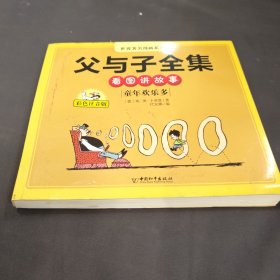 父与子全集
看图讲故事
童年欢乐多
彩色注音版
中国和平出版社